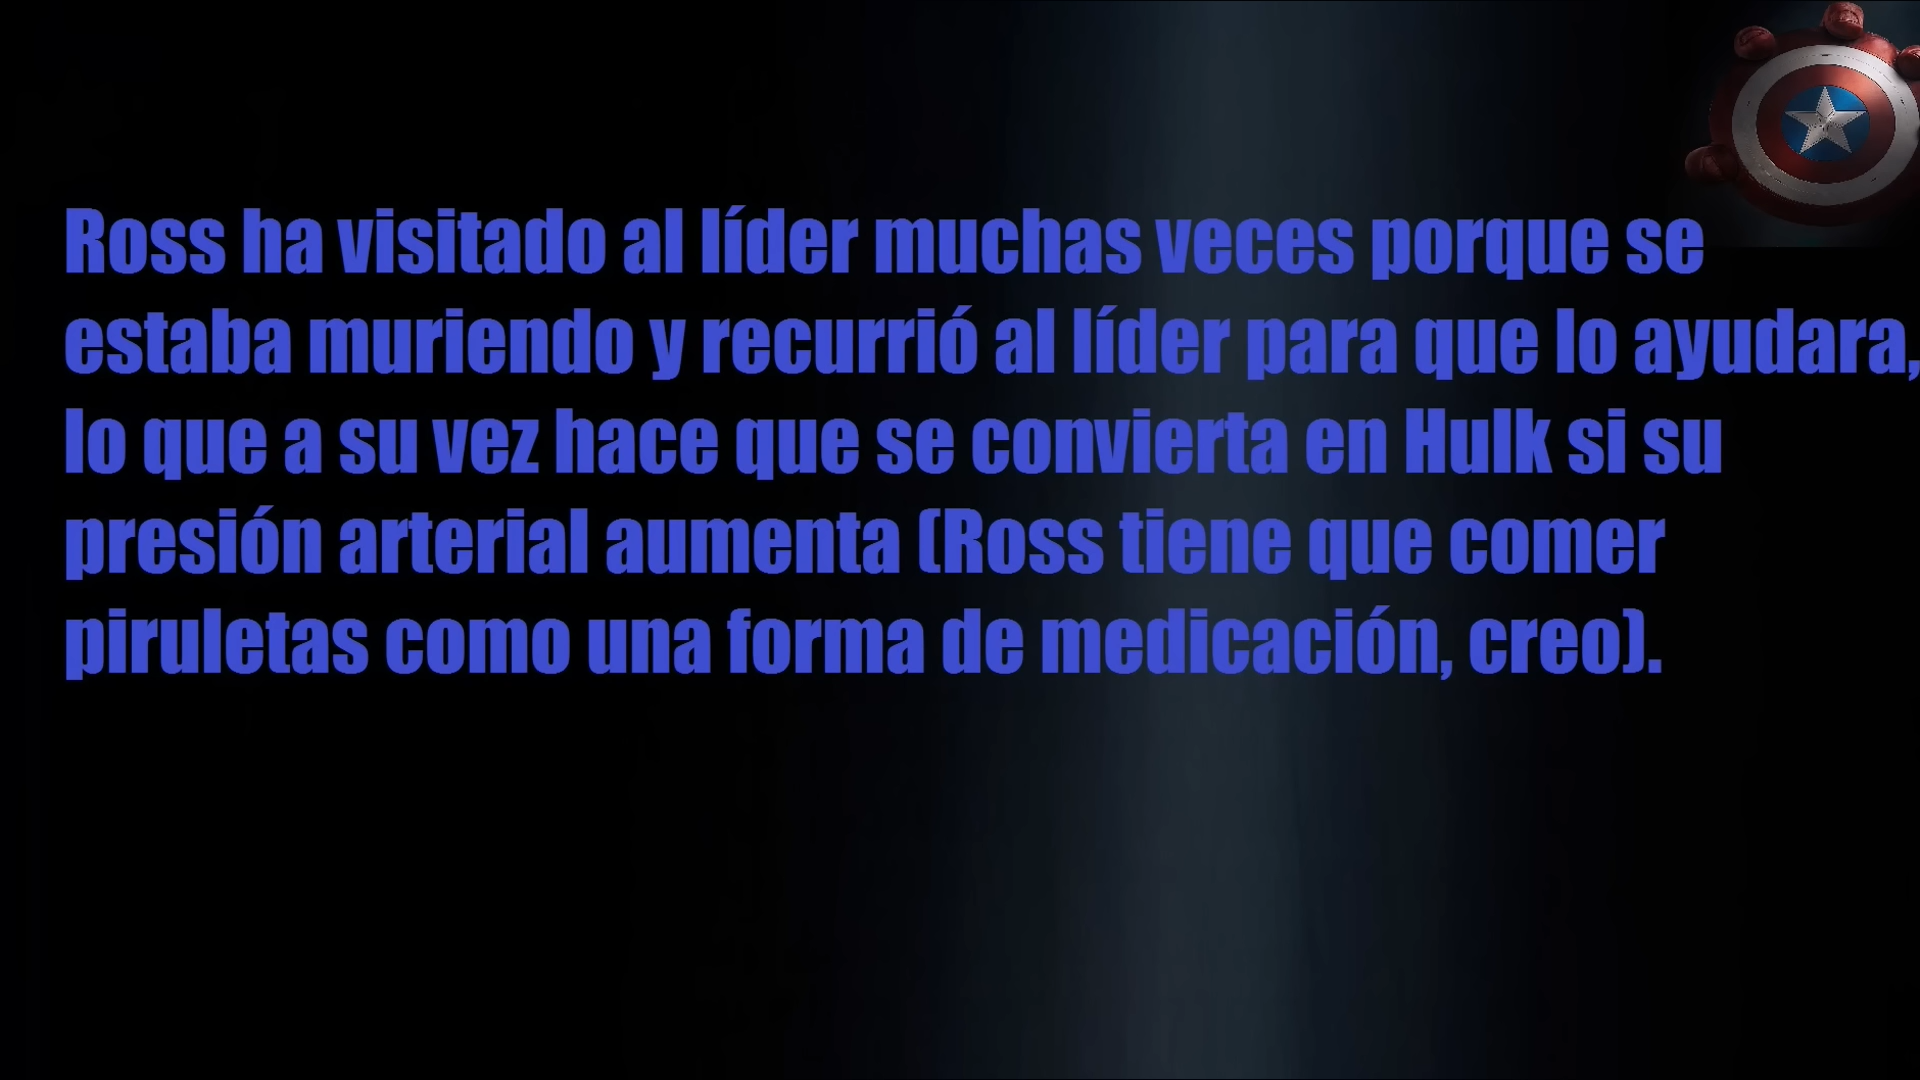 Ross ha visitado al líder muchas veces porque se
estaba muriendo y recurrió al líder para que lo ayudara,
lo que a su vez hace que se convierta en Hulk si su
presión arterial aumenta (Ross tiene que comer
piruletas como una forma de medicación, creo).